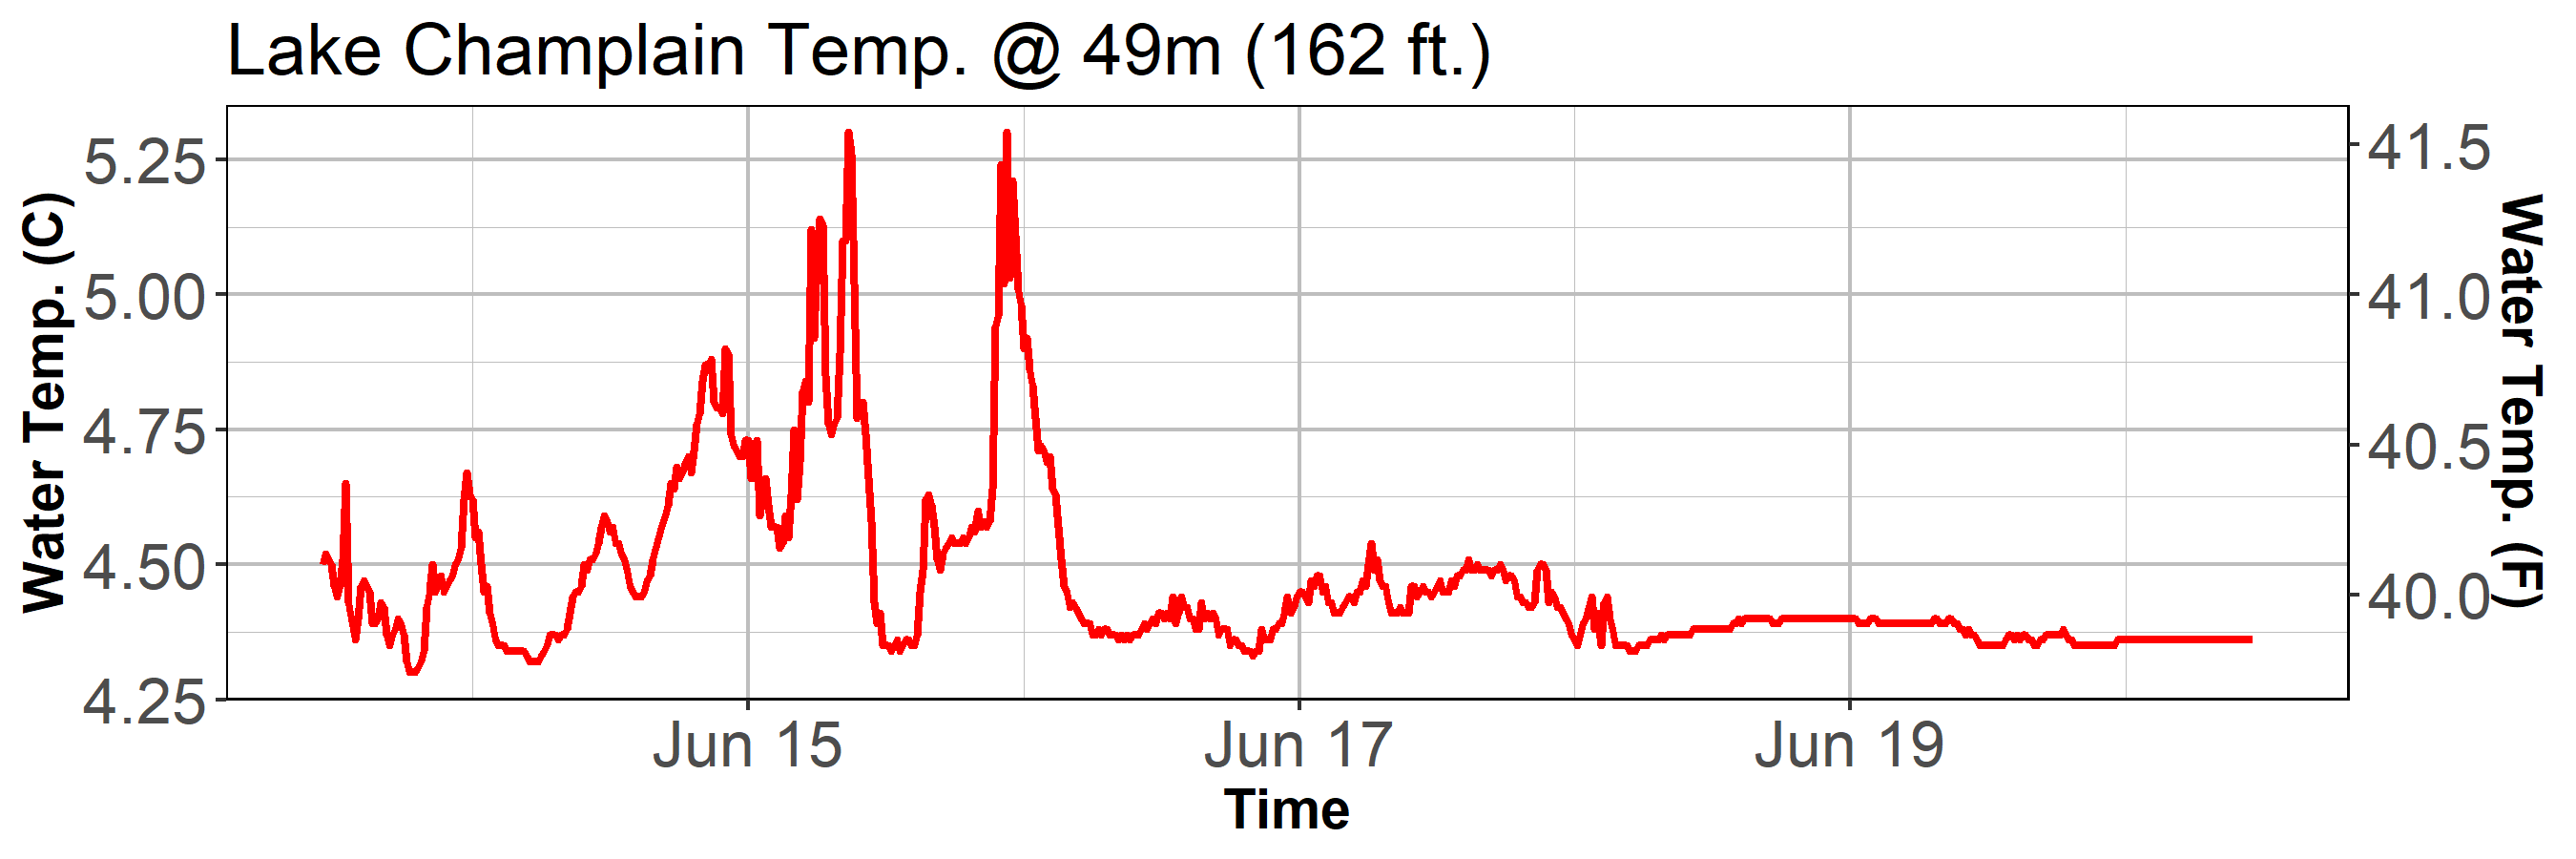 Lake Champlain Temp. @ 49m (162 ft.)
Water Temp. (C)
5.25
5.00
4.75
4.50
4.25
41.5
41.0
40.5
40.0
Water Temp. (F)
Jun 15
Jun 17
Jun 19
Time